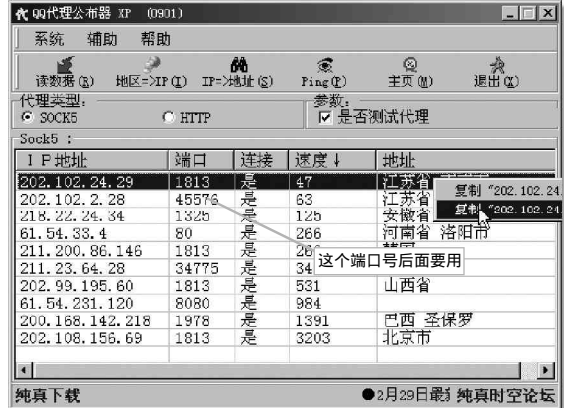 QQ代理公布器 XP (0901)
系统 辅助 帮助
读数据(R) 地区=>IP(I) IP=>地址(S) Ping(P) 主页(M) 退出(X)
代理类型: 参数:
SOCK5 HTTP 是否测试代理
Sock5 :
IP地址 端口 连接 速度↓ 地址
202.102.24.29 1813 是 47 江苏省
复制 "202.102.24.
202.102.2.28 45576 是 63 江苏省
复制 "202.102.24
218.22.24.34 1325 是 125 安徽省
61.54.33.4 80 是 266 河南省 洛阳市
211.200.86.146 1813 是 266 韩国
这个端口号后面要用
211.23.64.28 34775 是 34
202.99.195.60 1813 是 531 山西省
61.54.231.120 8080 是 984
200.168.142.218 1978 是 1391 巴西 圣保罗
202.108.156.69 1813 是 3203 北京市
纯真下载 ●2月29日最 纯真时空论坛